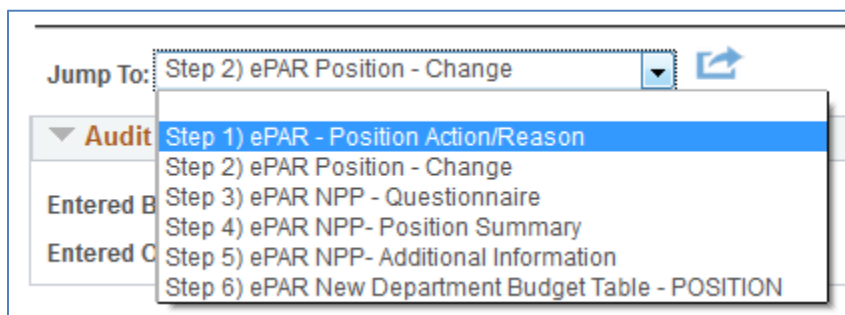 Jump To: Step 2) ePAR Position - Change
Audit
Step 1) ePAR - Position Action/Reason
Step 2) ePAR Position - Change
Entered B
Step 3) ePAR NPP - Questionnaire
Step 4) ePAR NPP- Position Summary
Entered
Step 5) ePAR NPP- Additional Information
Step 6) ePAR New Department Budget Table - POSITION